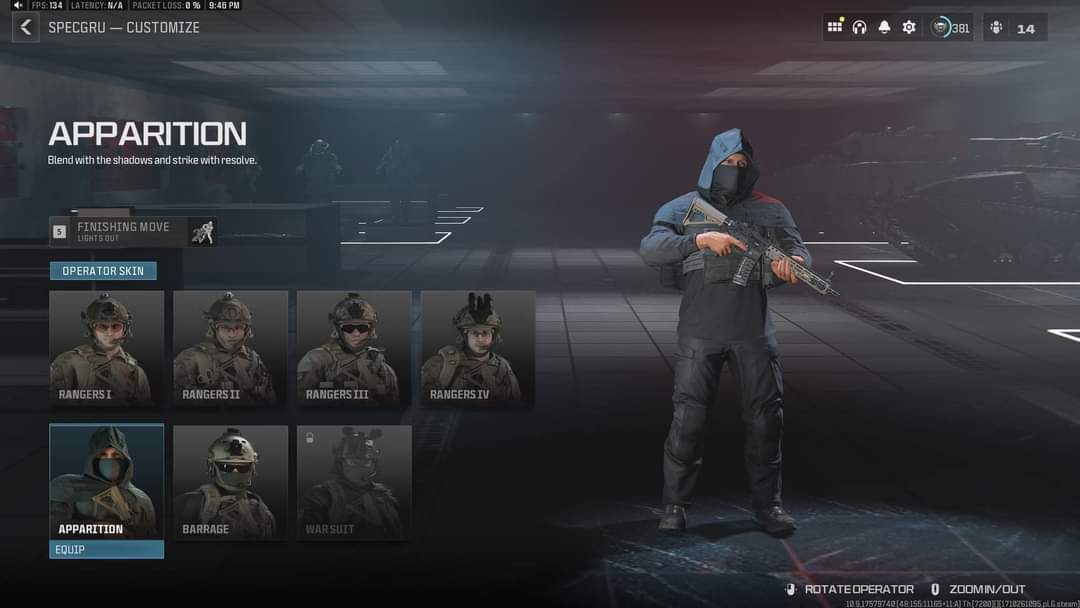 FPS: 134 LATENCY: N/A PACKET LOSS: 0 % 9:46 PM
SPECGRU — CUSTOMIZE
381
14
APPARITION
Blend with the shadows and strike with resolve.
5 FINISHING MOVE
LIGHTS OUT
OPERATOR SKIN
RANGERS I RANGERS II RANGERS III RANGERS IV
APPARITION BARRAGE WAR SUIT
EQUIP
ROTATE OPERATOR ZOOM IN/OUT